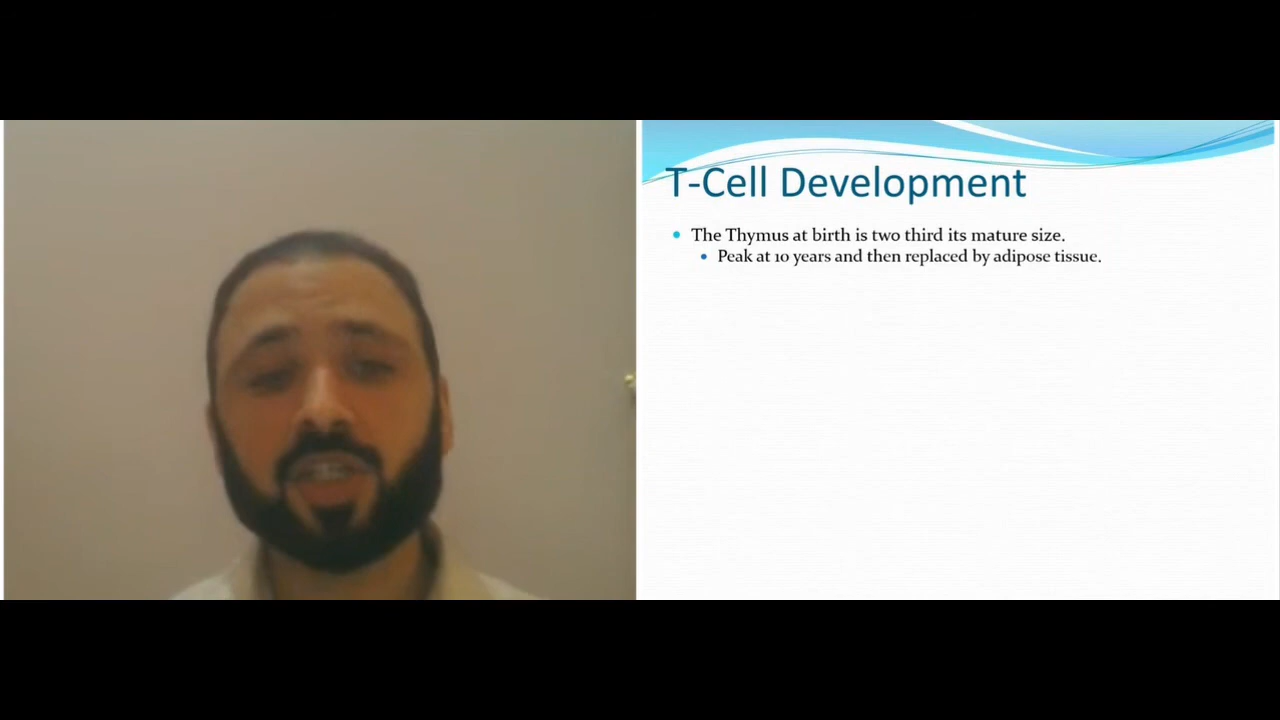 T-Cell Development
The Thymus at birth is two third its mature size.
Peak at 10 years and then replaced by adipose tissue.